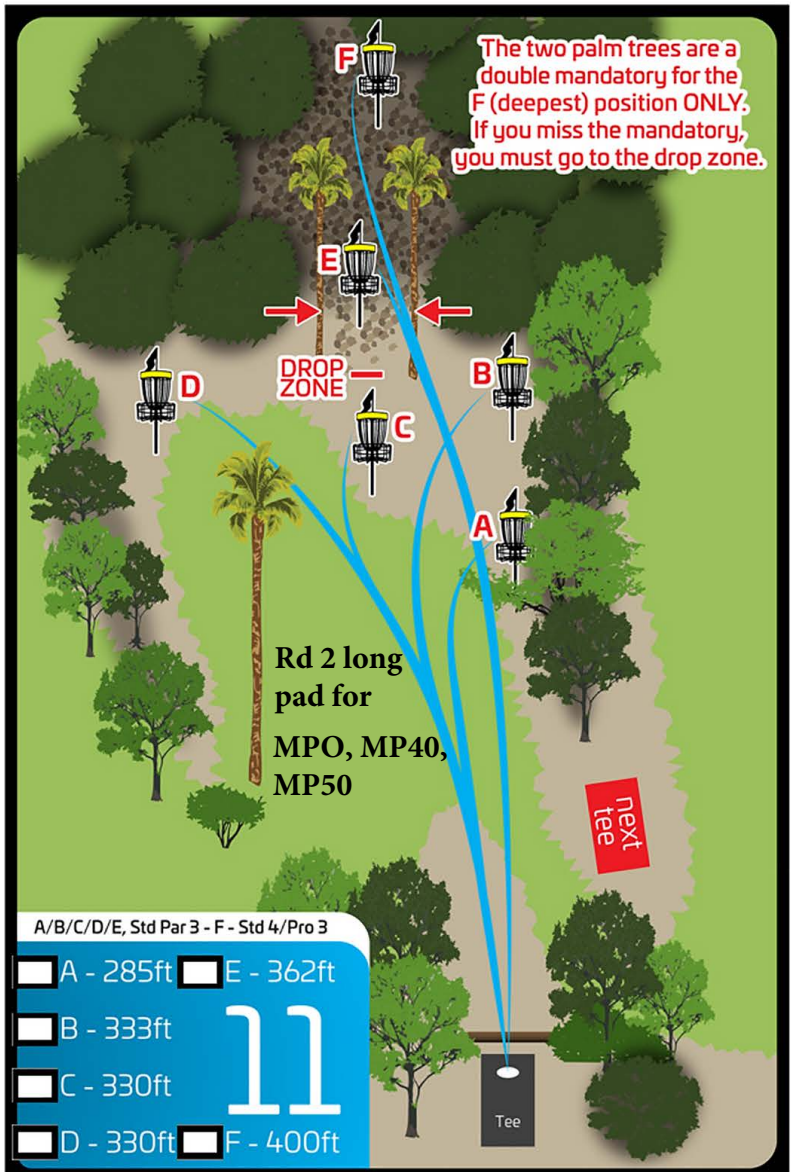 The two palm trees are a
double mandatory for the
F (deepest) position ONLY.
If you miss the mandatory,
you must go to the drop zone.
F
E
DROP
ZONE
D
B
C
A
Rd 2 long
pad for
MPO, MP40,
MP50
next
tee
A/B/C/D/E, Std Par 3 - F - Std 4/Pro 3
A - 285ft E - 362ft
B - 333ft
C - 330ft
D - 330ft F - 400ft
11
Tee